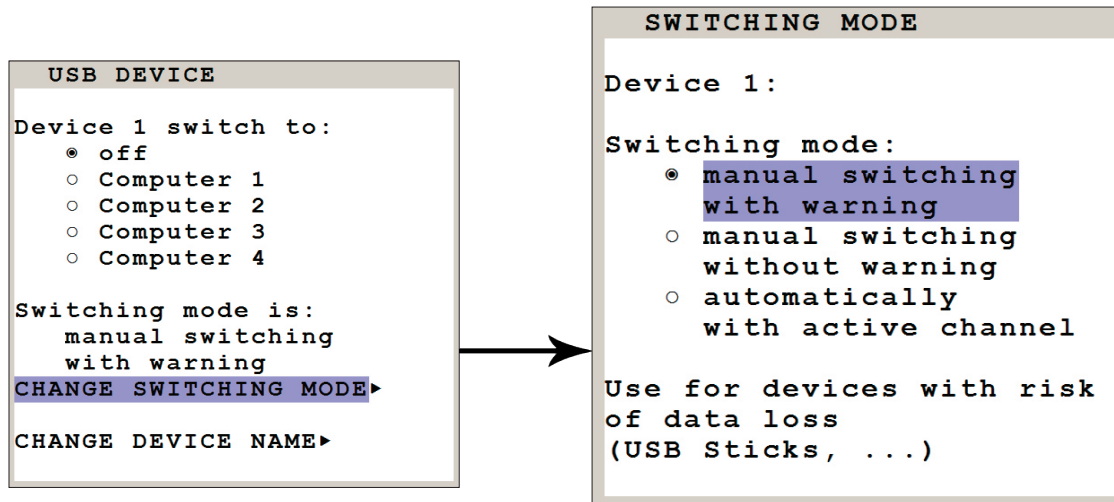 USB DEVICE
Device 1 switch to:
◉ off
○ Computer 1
○ Computer 2
○ Computer 3
○ Computer 4
Switching mode is:
manual switching
with warning
CHANGE SWITCHING MODE▶
CHANGE DEVICE NAME▶
SWITCHING MODE
Device 1:
Switching mode:
◉ manual switching
with warning
○ manual switching
without warning
○ automatically
with active channel
Use for devices with risk
of data loss
(USB Sticks, ...)